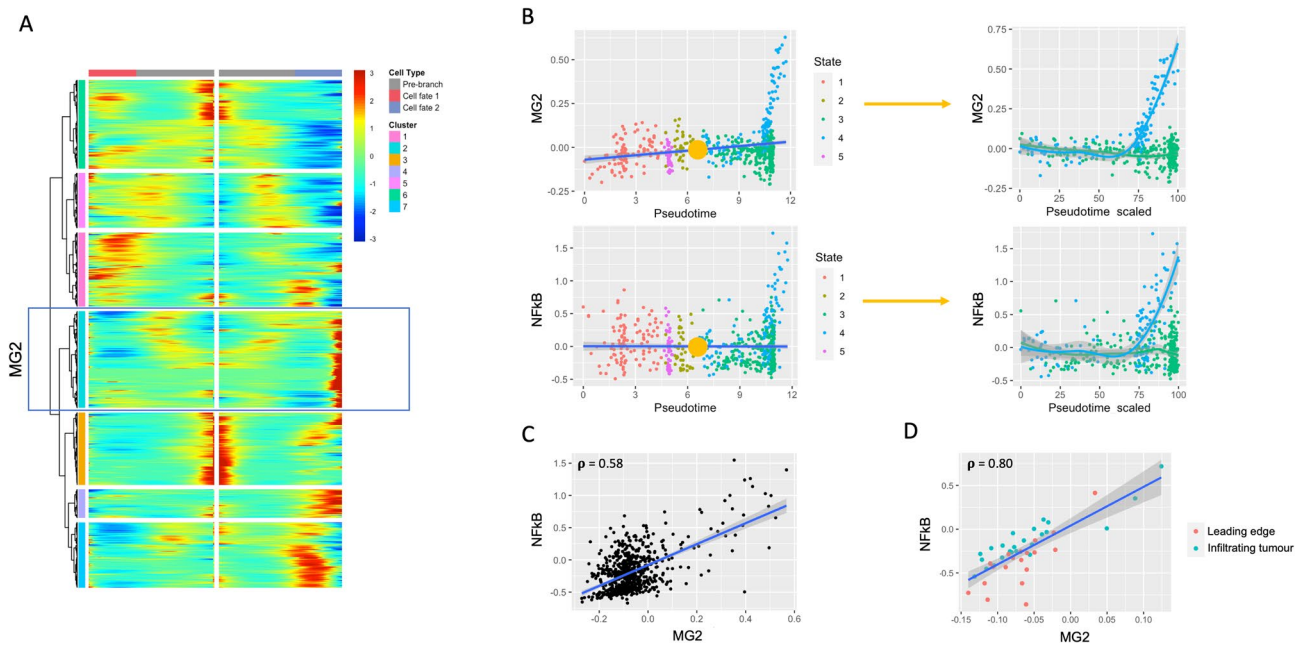 A
MG2
3
2
1
0
-1
-2
-3
Cell Type
Pre-branch
Cell fate 1
Cell fate 2
Cluster
1
2
3
4
5
6
7
B
MG2
0.50
0.25
0.00
-0.25
0 3 6 9 12
Pseudotime
State
1
2
3
4
5
MG2
0.75
0.50
0.25
0.00
-0.25
0 25 50 75 100
Pseudotime scaled
NFkB
1.5
1.0
0.5
0.0
-0.5
0 3 6 9 12
Pseudotime
State
1
2
3
4
5
NFkB
1.5
1.0
0.5
0.0
-0.5
0 25 50 75 100
Pseudotime scaled
C
ρ = 0.58
NFkB
1.5
1.0
0.5
0.0
-0.5
-0.2 0.0 0.2 0.4 0.6
MG2
D
ρ = 0.80
NFkB
0.5
0.0
-0.5
-0.15 -0.10 -0.05 0.00 0.05 0.10
MG2
Leading edge
Infiltrating tumour